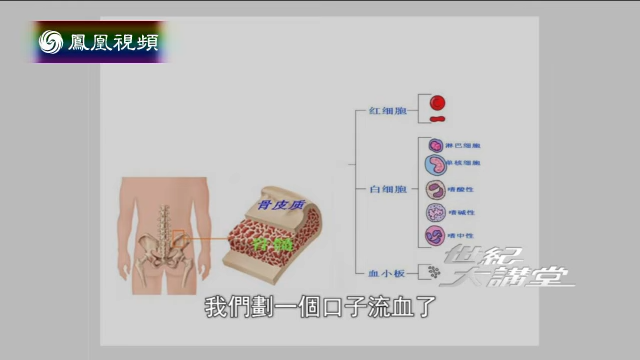 鳳凰視頻
红细胞
淋巴细胞
单核细胞
骨皮质
白细胞
嗜酸性
骨髓
嗜碱性
嗜中性
世紀
大講堂
血小板
我們劃一個口子流血了